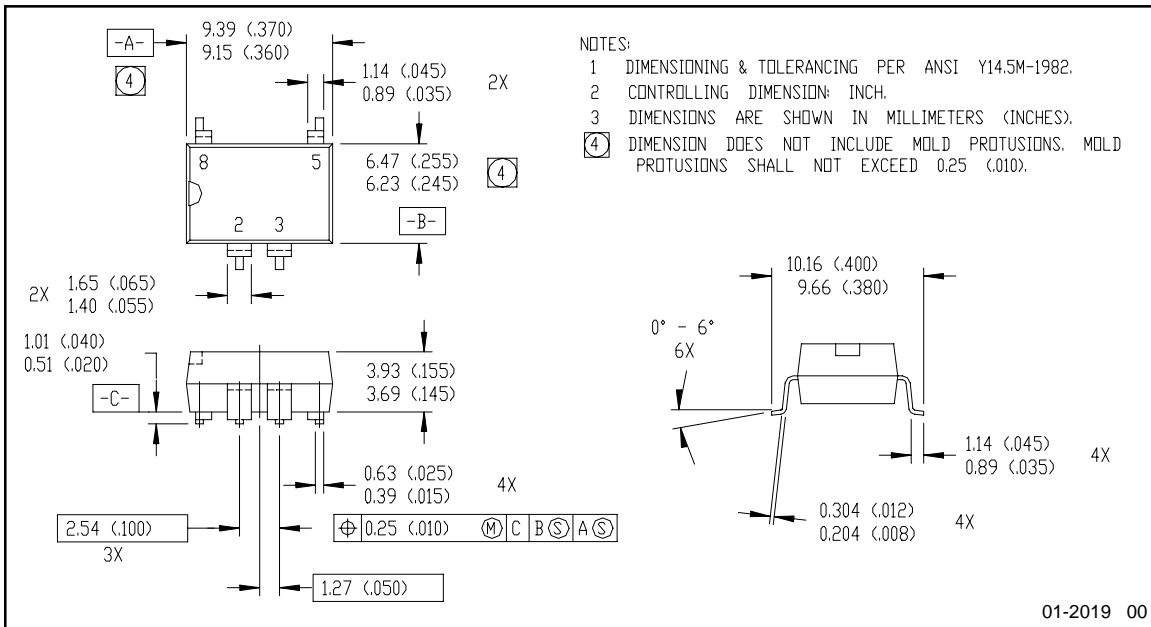 -A-
9.39 (.370)
9.15 (.360)
4
1.14 (.045)
0.89 (.035)
2X
8
5
6.47 (.255)
6.23 (.245)
4
2 3
-B-
2X
1.65 (.065)
1.40 (.055)
1.01 (.040)
0.51 (.020)
-C-
3.93 (.155)
3.69 (.145)
0.63 (.025)
0.39 (.015)
4X
2.54 (.100)
3X
⌖ 0.25 (.010) Ⓜ C B Ⓢ A Ⓢ
1.27 (.050)
NOTES:
1 DIMENSIONING & TOLERANCING PER ANSI Y14.5M-1982.
2 CONTROLLING DIMENSION: INCH.
3 DIMENSIONS ARE SHOWN IN MILLIMETERS (INCHES).
4 DIMENSION DOES NOT INCLUDE MOLD PROTUSIONS. MOLD
PROTUSIONS SHALL NOT EXCEED 0.25 (.010).
10.16 (.400)
9.66 (.380)
0° - 6°
6X
1.14 (.045)
0.89 (.035)
4X
0.304 (.012)
0.204 (.008)
4X
01-2019 00